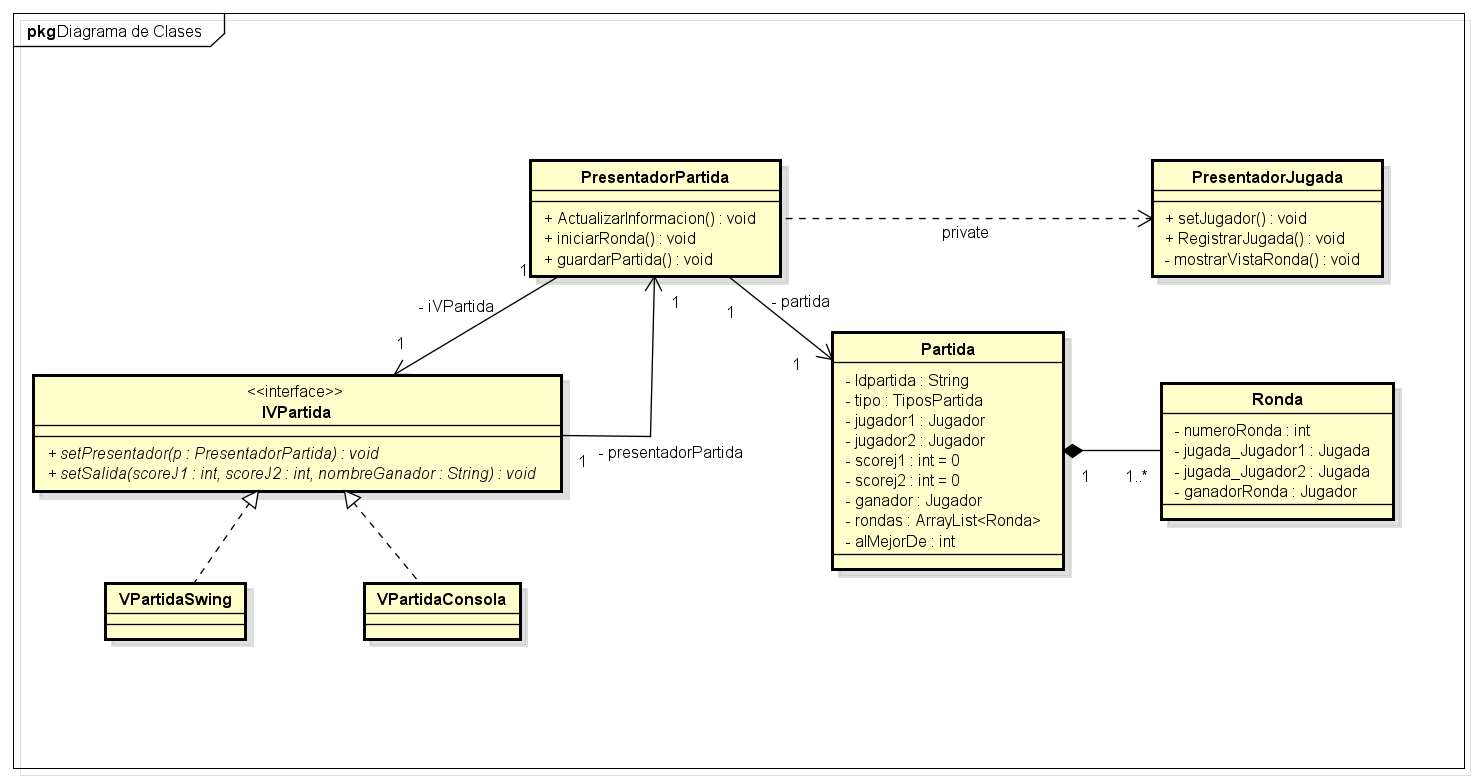 pkg Diagrama de Clases
PresentadorPartida
+ ActualizarInformacion() : void
+ iniciarRonda() : void
+ guardarPartida() : void
private
PresentadorJugada
+ setJugador() : void
+ RegistrarJugada() : void
- mostrarVistaRonda() : void
1
- iVPartida
1
1
1
- partida
1
<<interface>>
IVPartida
+ setPresentador(p : PresentadorPartida) : void
+ setSalida(scoreJ1 : int, scoreJ2 : int, nombreGanador : String) : void
1
- presentadorPartida
Partida
- Idpartida : String
- tipo : TiposPartida
- jugador1 : Jugador
- jugador2 : Jugador
- scorej1 : int = 0
- scorej2 : int = 0
- ganador : Jugador
- rondas : ArrayList<Ronda>
- alMejorDe : int
1
1..*
Ronda
- numeroRonda : int
- jugada_Jugador1 : Jugada
- jugada_Jugador2 : Jugada
- ganadorRonda : Jugador
VPartidaSwing
VPartidaConsola